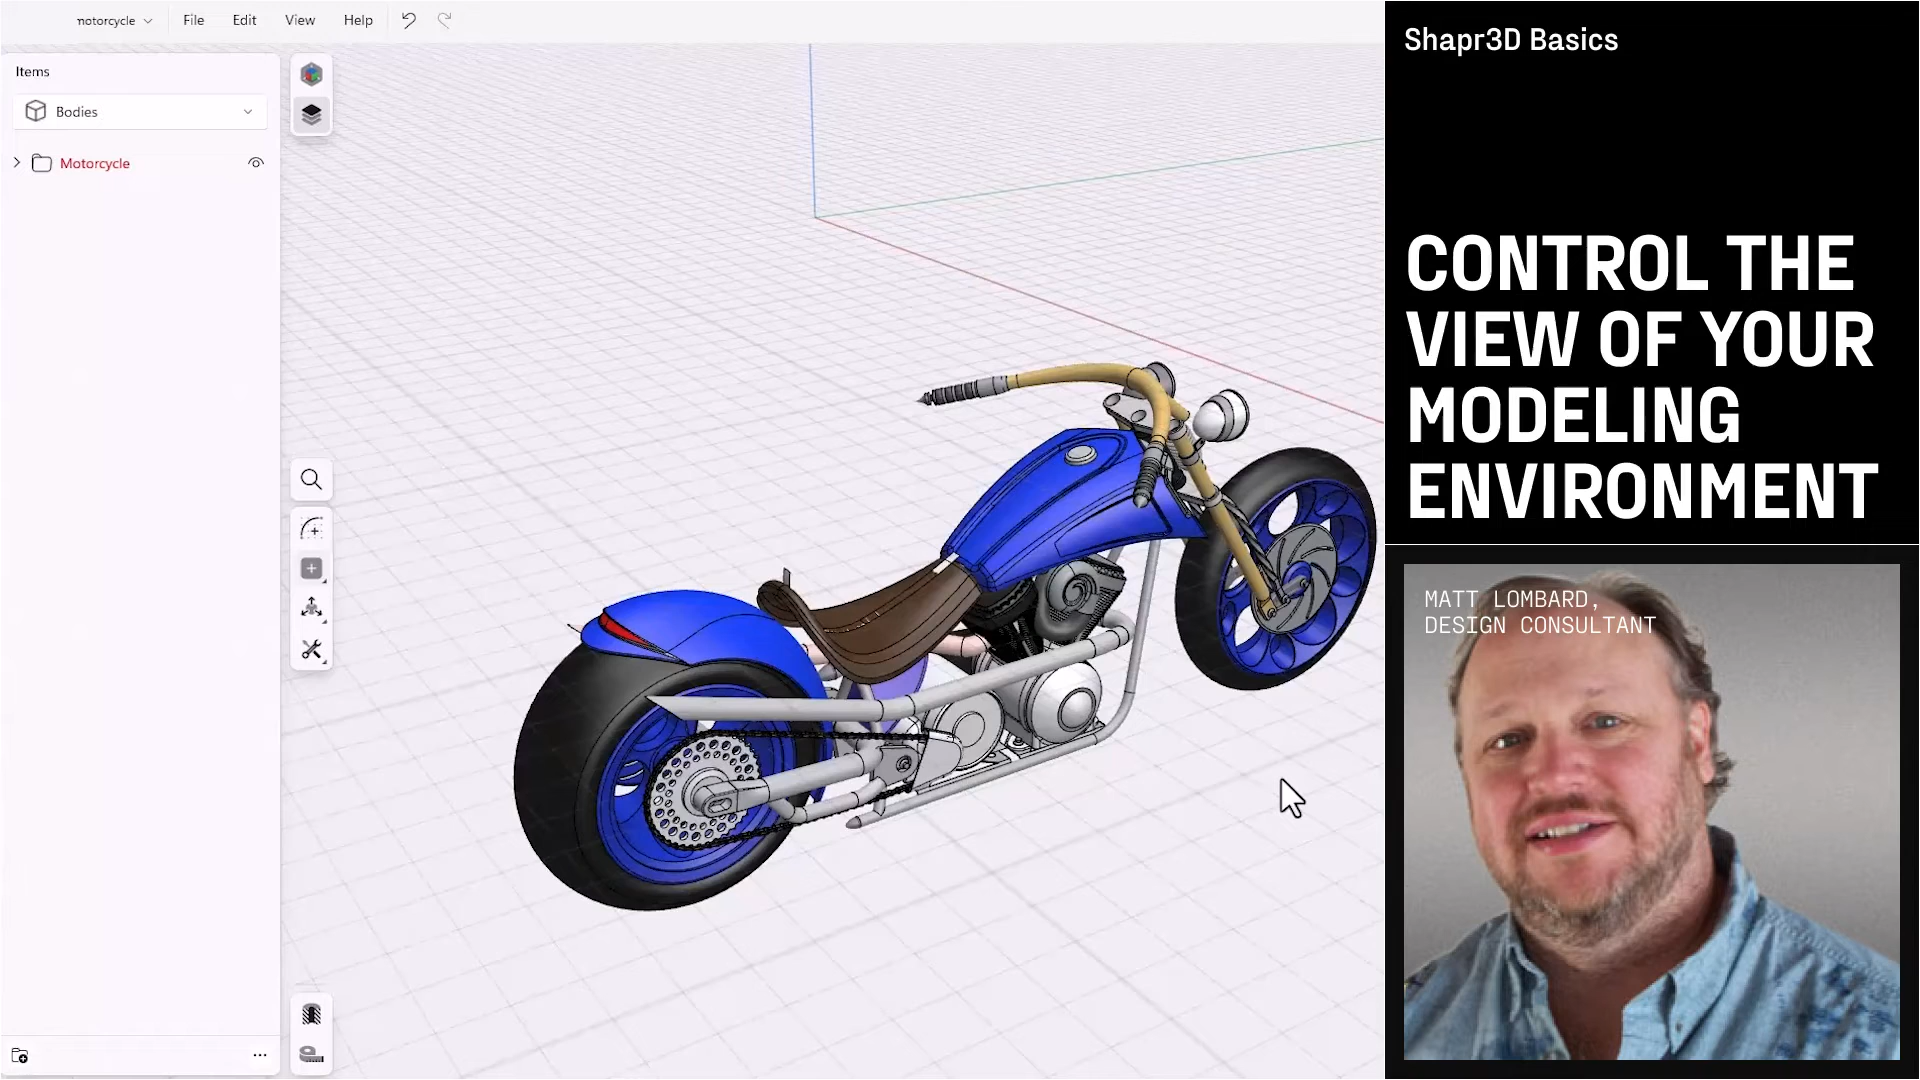 motorcycle
File
Edit
View
Help
Items
Bodies
Motorcycle
Shapr3D Basics
CONTROL THE
VIEW OF YOUR
MODELING
ENVIRONMENT
MATT LOMBARD,
DESIGN CONSULTANT